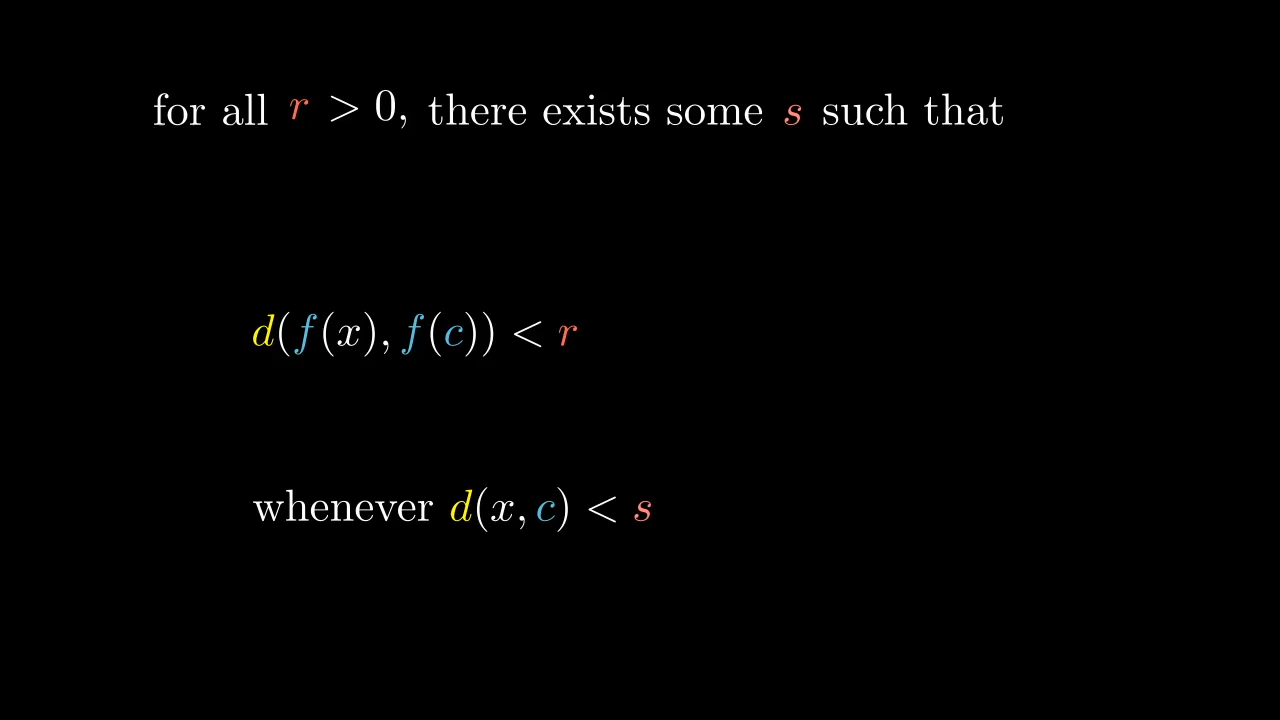 for all r > 0, there exists some s such that
d(f(x), f(c)) < r
whenever d(x, c) < s